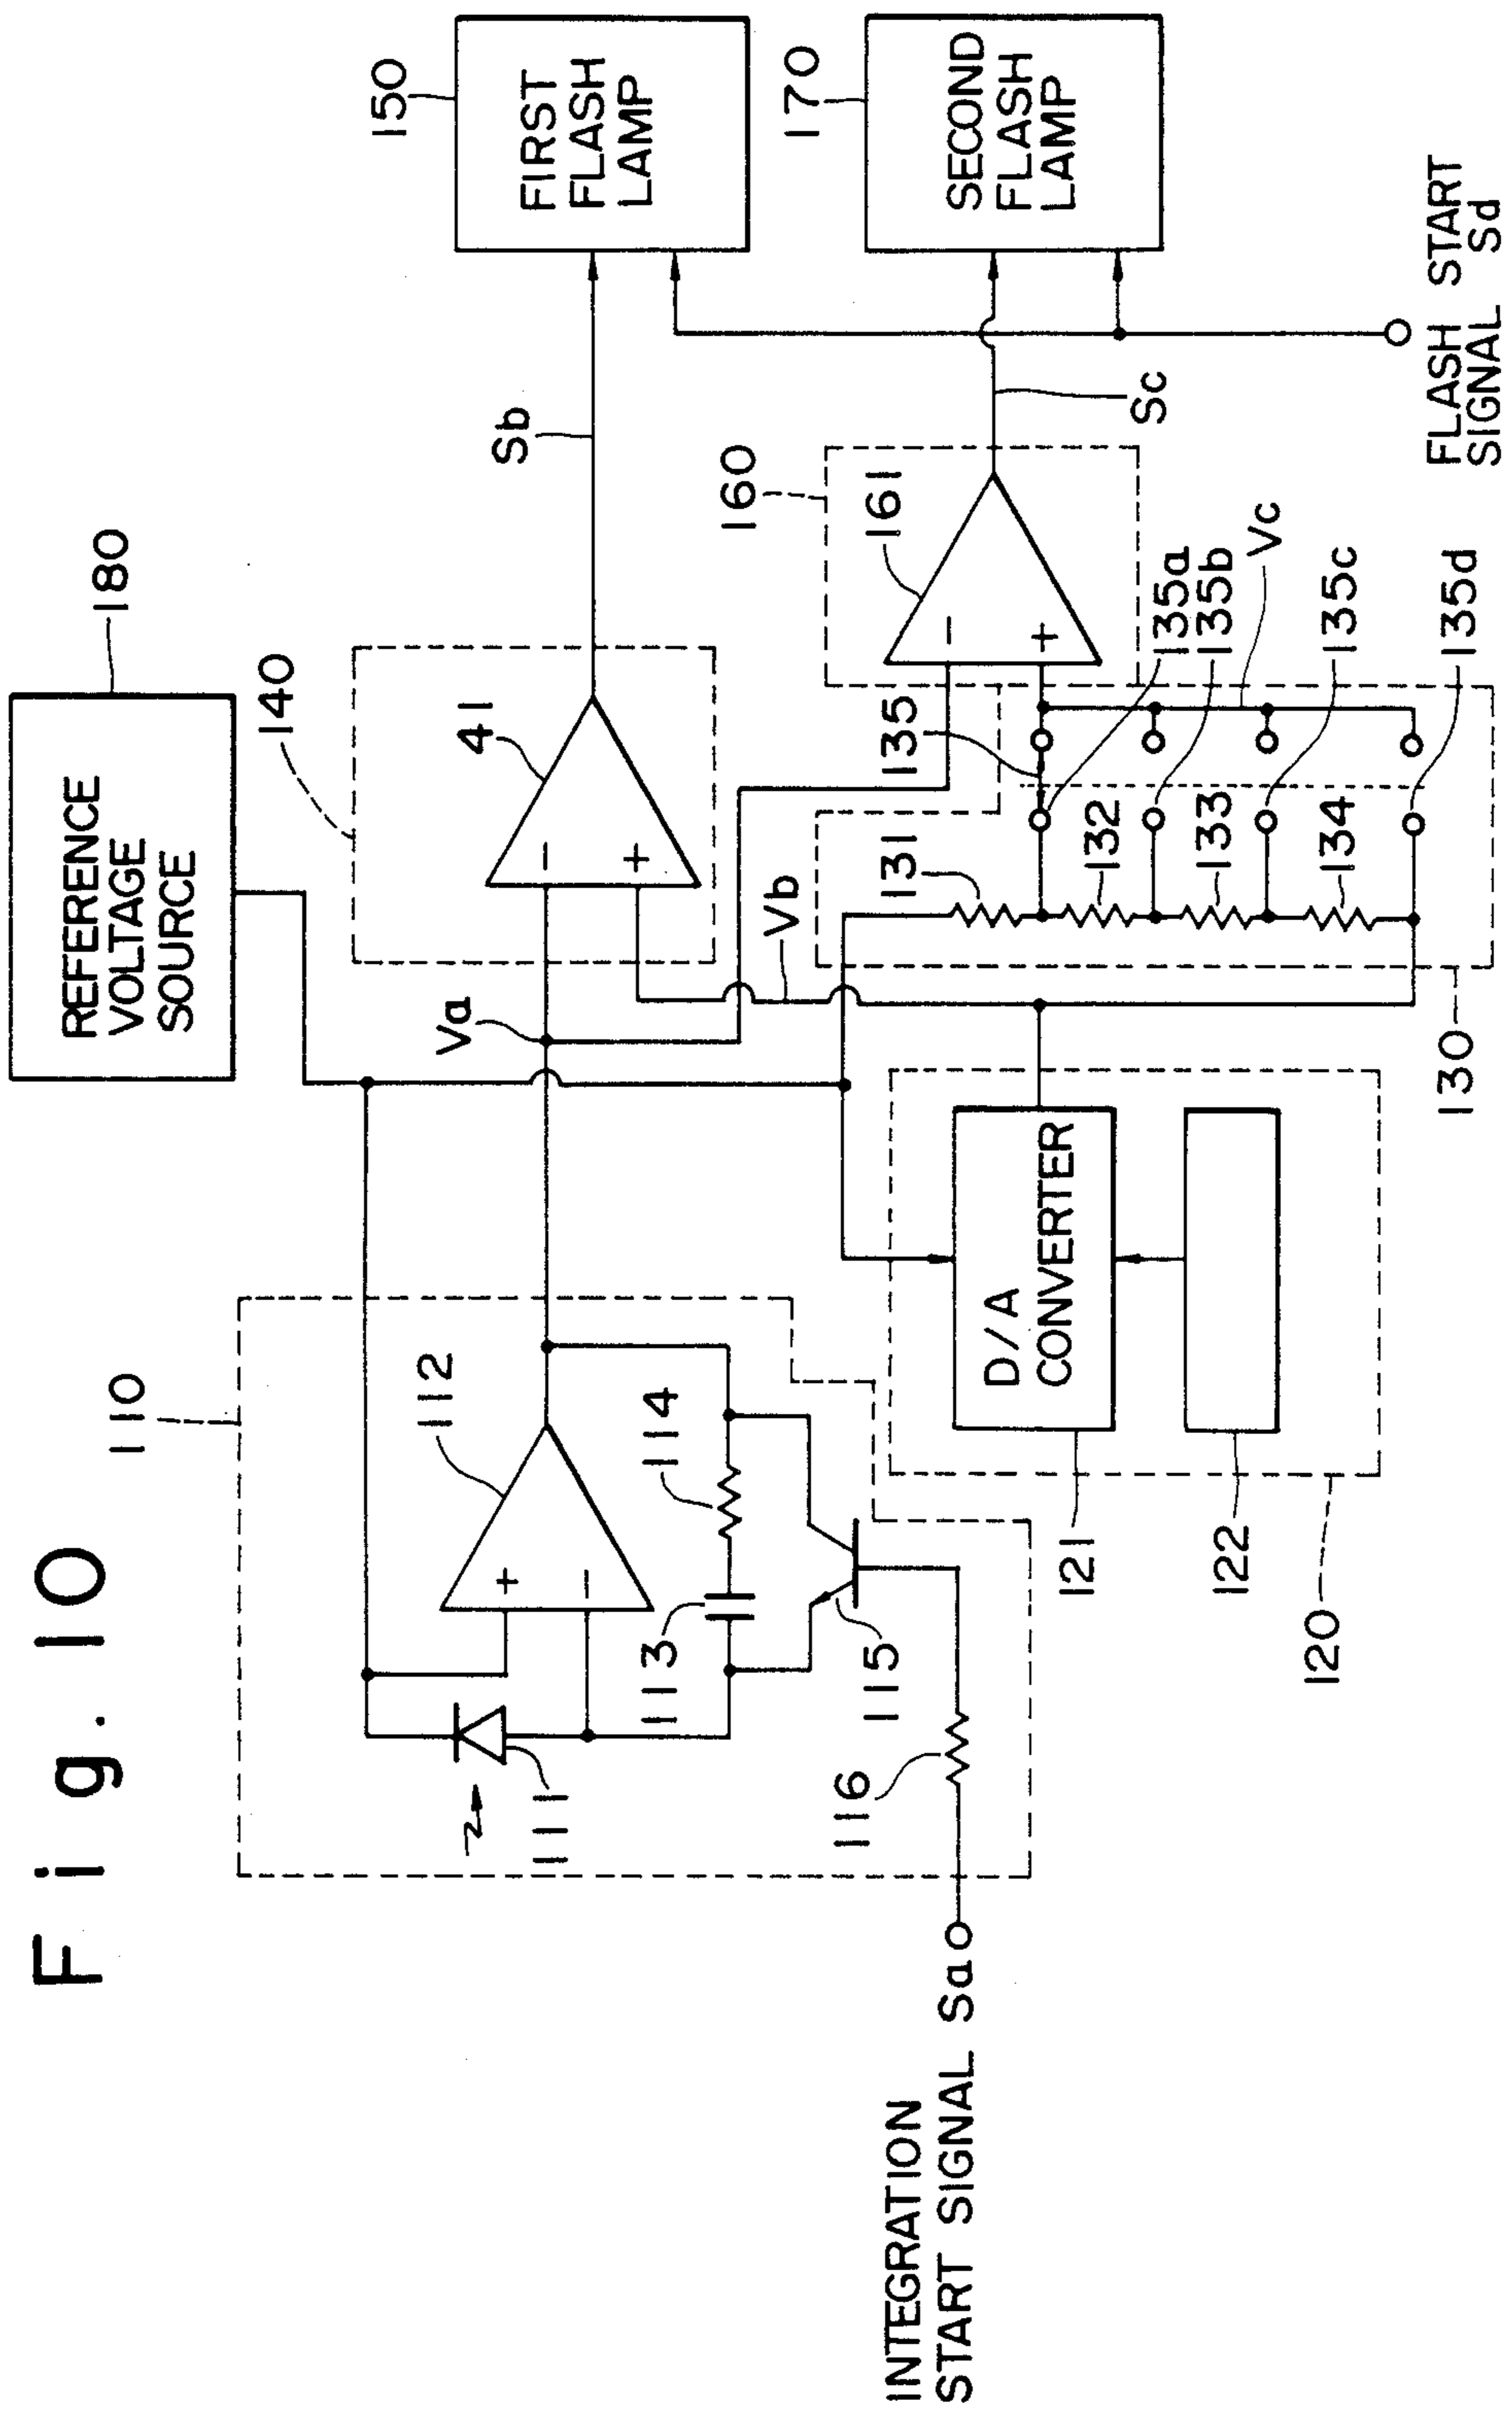 Fig. 10
REFERENCE
VOLTAGE
SOURCE
180
110
112
111
113
114
115
116
INTEGRATION
START SIGNAL Sa
Va
140
41
Sb
150
FIRST
FLASH
LAMP
170
SECOND
FLASH
LAMP
160
161
Sc
Vb
131
132
133
134
135
135a
135b
135c
135d
Vc
130
D/A
CONVERTER
121
122
120
FLASH START
SIGNAL Sd